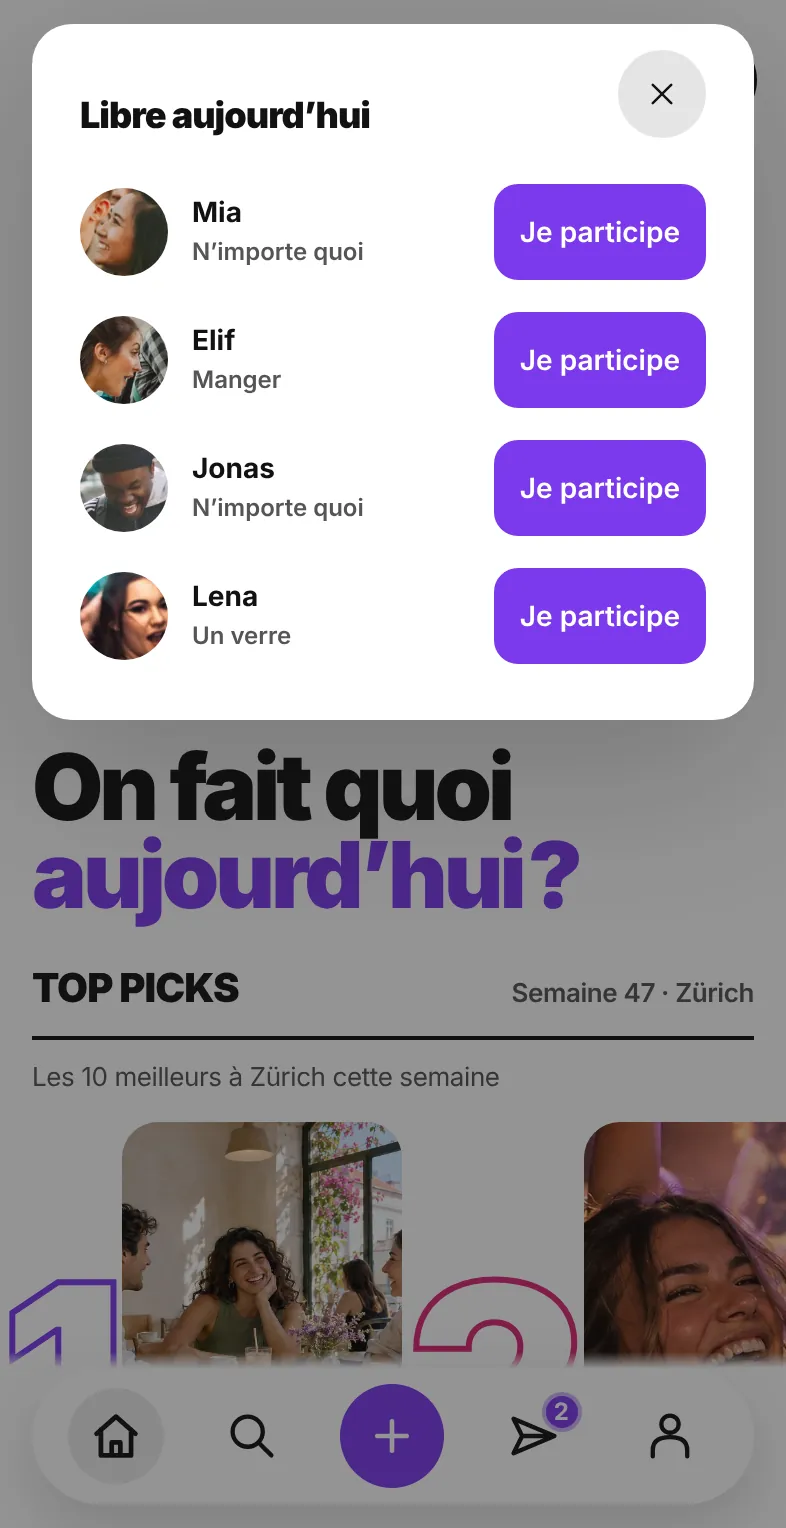 Libre aujourd’hui
Mia
N’importe quoi
Je participe
Elif
Manger
Je participe
Jonas
N’importe quoi
Je participe
Lena
Un verre
Je participe
On fait quoi
aujourd’hui ?
TOP PICKS
Semaine 47 · Zürich
Les 10 meilleurs à Zürich cette semaine
1
2
2